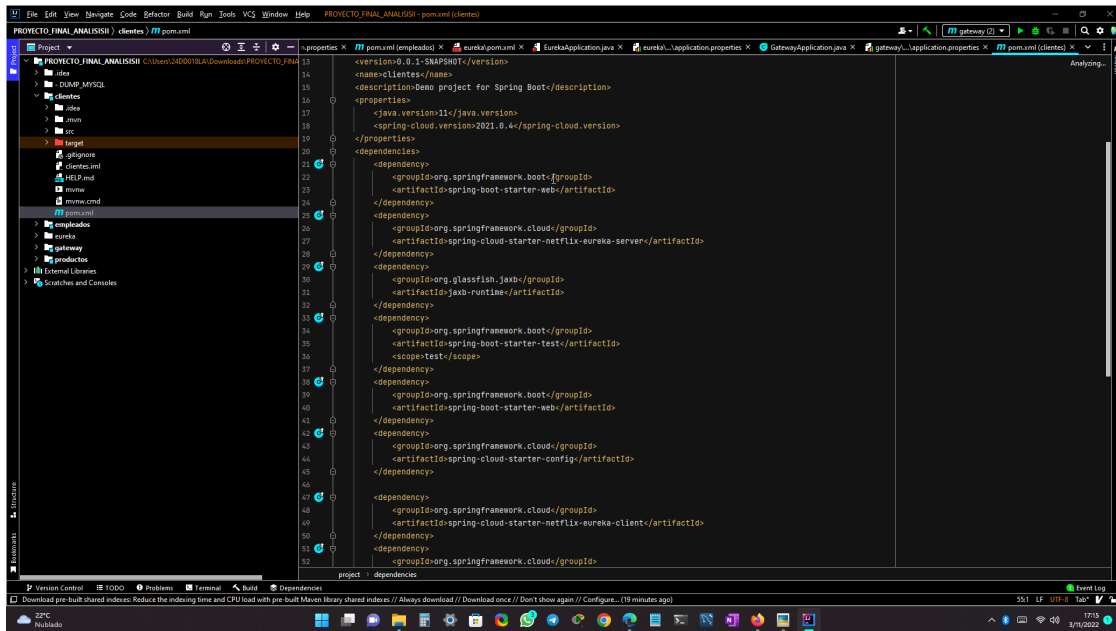 File Edit View Navigate Code Refactor Build Run Tools VCS Window Help PROYECTO_FINAL_ANALISISII - pom.xml (clientes)
PROYECTO_FINAL_ANALISISII > clientes > m pom.xml
gateway (2)
Project
.properties × pom.xml (empleados) × eureka\pom.xml × EurekaApplication.java × eureka\...\application.properties × GatewayApplication.java × gateway\...\application.properties × pom.xml (clientes) ×
Analyzing...
PROYECTO_FINAL_ANALISISII C:\Users\24DD018LA\Downloads\PROYECTO_FINA
.idea
- DUMP_MYSQL
clientes
.idea
.mvn
src
target
.gitignore
clientes.iml
HELP.md
mvnw
mvnw.cmd
pom.xml
empleados
eureka
gateway
productos
External Libraries
Scratches and Consoles
13 <version>0.0.1-SNAPSHOT</version>
14 <name>clientes</name>
15 <description>Demo project for Spring Boot</description>
16 <properties>
17 <java.version>11</java.version>
18 <spring-cloud.version>2021.0.4</spring-cloud.version>
19 </properties>
20 <dependencies>
21 <dependency>
22 <groupId>org.springframework.boot</groupId>
23 <artifactId>spring-boot-starter-web</artifactId>
24 </dependency>
25 <dependency>
26 <groupId>org.springframework.cloud</groupId>
27 <artifactId>spring-cloud-starter-netflix-eureka-server</artifactId>
28 </dependency>
29 <dependency>
30 <groupId>org.glassfish.jaxb</groupId>
31 <artifactId>jaxb-runtime</artifactId>
32 </dependency>
33 <dependency>
34 <groupId>org.springframework.boot</groupId>
35 <artifactId>spring-boot-starter-test</artifactId>
36 <scope>test</scope>
37 </dependency>
38 <dependency>
39 <groupId>org.springframework.boot</groupId>
40 <artifactId>spring-boot-starter-web</artifactId>
41 </dependency>
42 <dependency>
43 <groupId>org.springframework.cloud</groupId>
44 <artifactId>spring-cloud-starter-config</artifactId>
45 </dependency>
46
47 <dependency>
48 <groupId>org.springframework.cloud</groupId>
49 <artifactId>spring-cloud-starter-netflix-eureka-client</artifactId>
50 </dependency>
51 <dependency>
52 <groupId>org.springframework.cloud</groupId>
project > dependencies
Structure
Bookmarks
Version Control TODO Problems Terminal Build Dependencies
Event Log
Download pre-built shared indexes: Reduce the indexing time and CPU load with pre-built Maven library shared indexes // Always download // Download once // Don't show again // Configure... (19 minutes ago)
55:1 LF UTF-8 Tab*
22°C
Nublado
17:15
3/11/2022